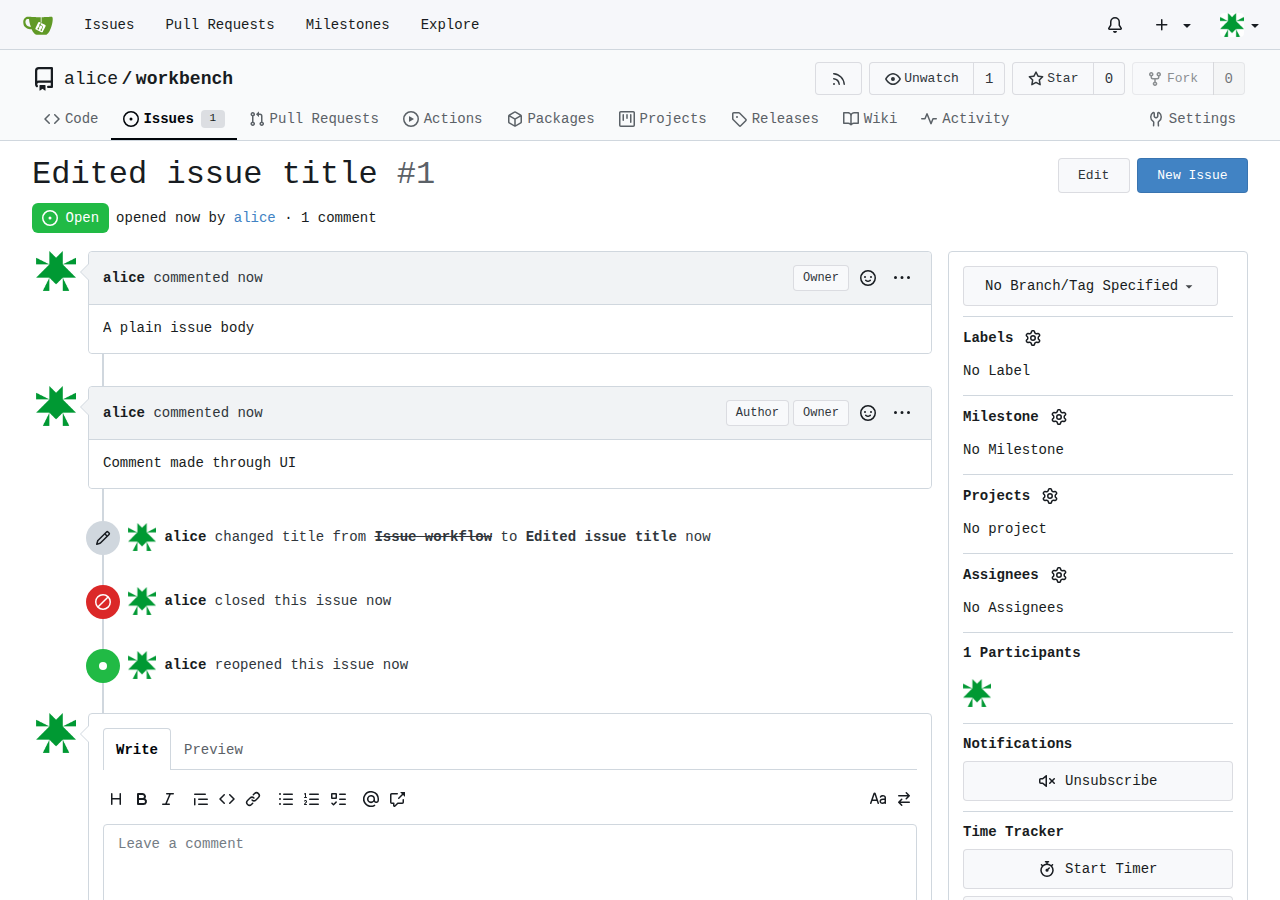 Issues Pull Requests Milestones Explore
alice/workbench
Unwatch 1 Star 0 Fork 0
Code Issues 1 Pull Requests Actions Packages Projects Releases Wiki Activity Settings
Edited issue title #1
Edit New Issue
Open opened now by alice · 1 comment
alice commented now Owner
A plain issue body
alice commented now Author Owner
Comment made through UI
alice changed title from Issue workflow to Edited issue title now
alice closed this issue now
alice reopened this issue now
Write Preview
Aa
Leave a comment
No Branch/Tag Specified
Labels
No Label
Milestone
No Milestone
Projects
No project
Assignees
No Assignees
1 Participants
Notifications
Unsubscribe
Time Tracker
Start Timer